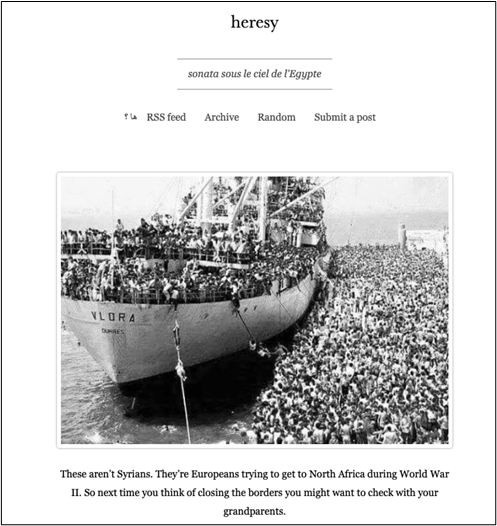 heresy
sonata sous le ciel de l'Egypte
ها ؟ RSS feed Archive Random Submit a post
VLORA
DURRËS
These aren't Syrians. They're Europeans trying to get to North Africa during World War
II. So next time you think of closing the borders you might want to check with your
grandparents.